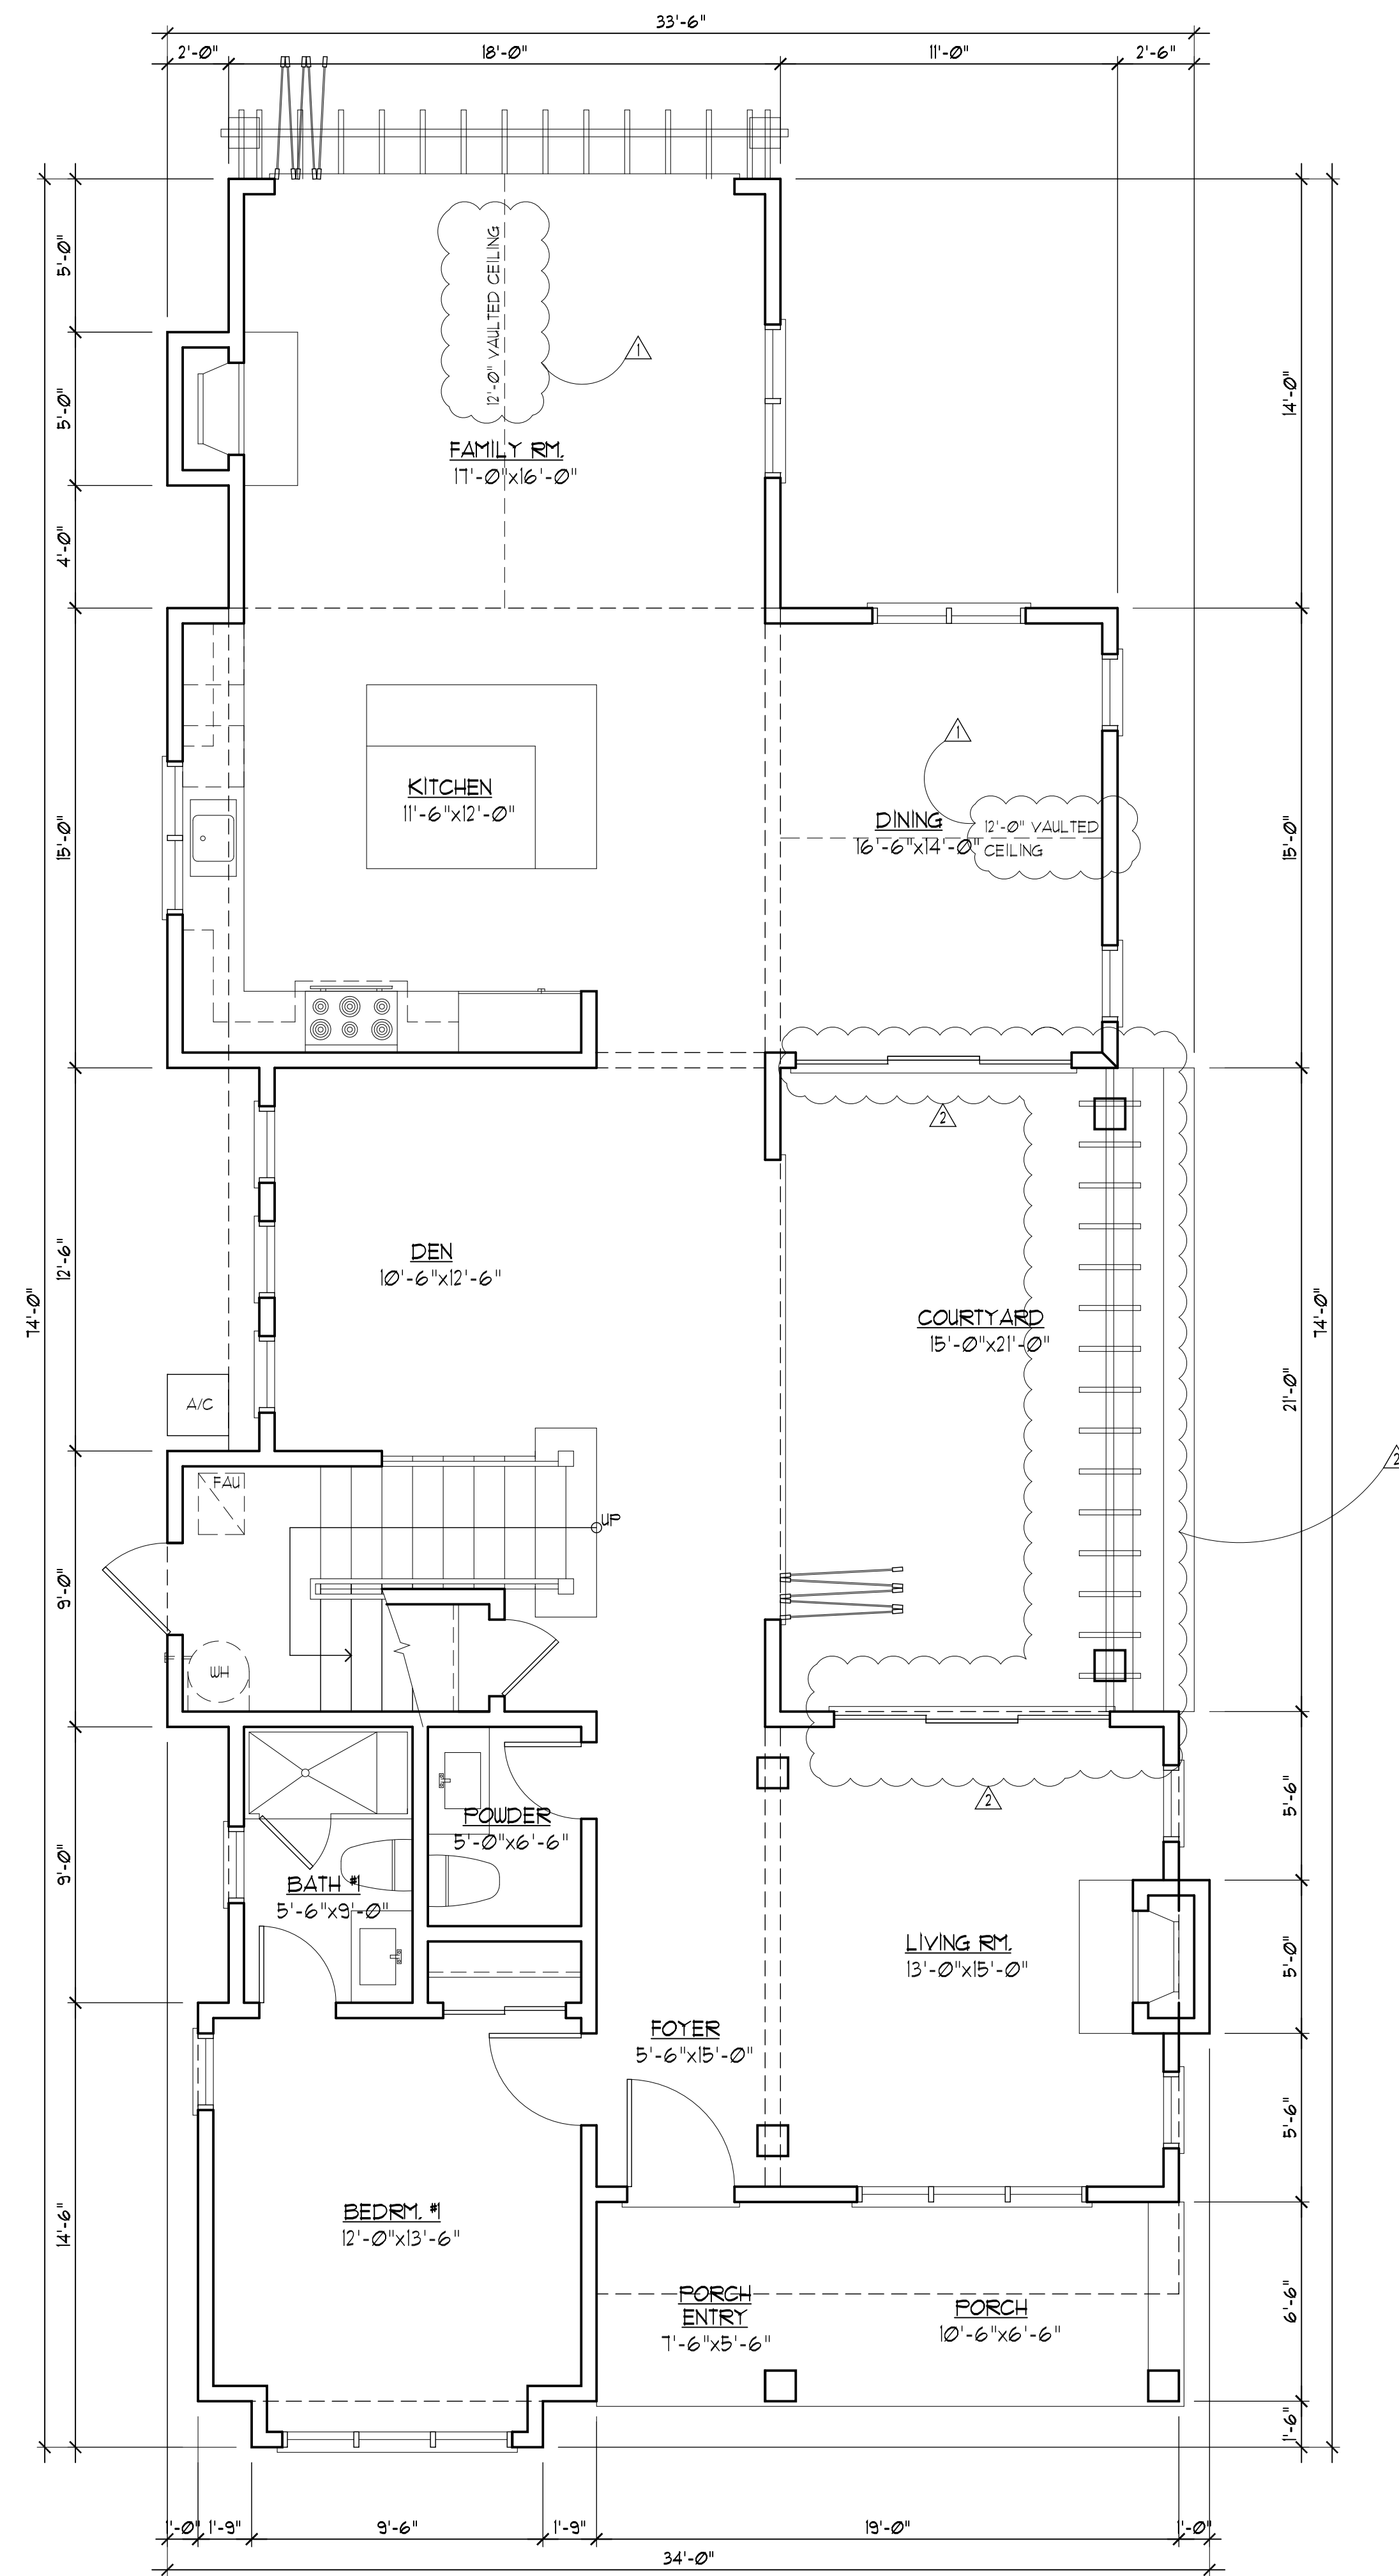 33'-6"
2'-0" 18'-0" 11'-0" 2'-6"
5'-0"
12'-0" VAULTED CEILING
1
14'-0"
5'-0"
FAMILY RM.
17'-0"x16'-0"
4'-0"
1
KITCHEN
11'-6"x12'-0"
DINING
16'-6"x14'-0"
12'-0" VAULTED
CEILING
15'-0"
15'-0"
2
12'-6"
DEN
10'-6"x12'-6"
74'-0"
COURTYARD
15'-0"x21'-0"
74'-0"
21'-0"
A/C
2
FAU
UP
9'-0"
WH
5'-6"
2
POWDER
5'-0"x6'-6"
9'-0"
BATH #1
5'-6"x9'-0"
LIVING RM.
13'-0"x15'-0"
5'-0"
FOYER
5'-6"x15'-0"
5'-6"
BEDRM. #1
12'-0"x13'-6"
14'-6"
PORCH
ENTRY
7'-6"x5'-6"
PORCH
10'-6"x6'-6"
6'-6"
1'-6"
1'-0" 1'-9" 9'-6" 1'-9" 19'-0" 1'-0"
34'-0"